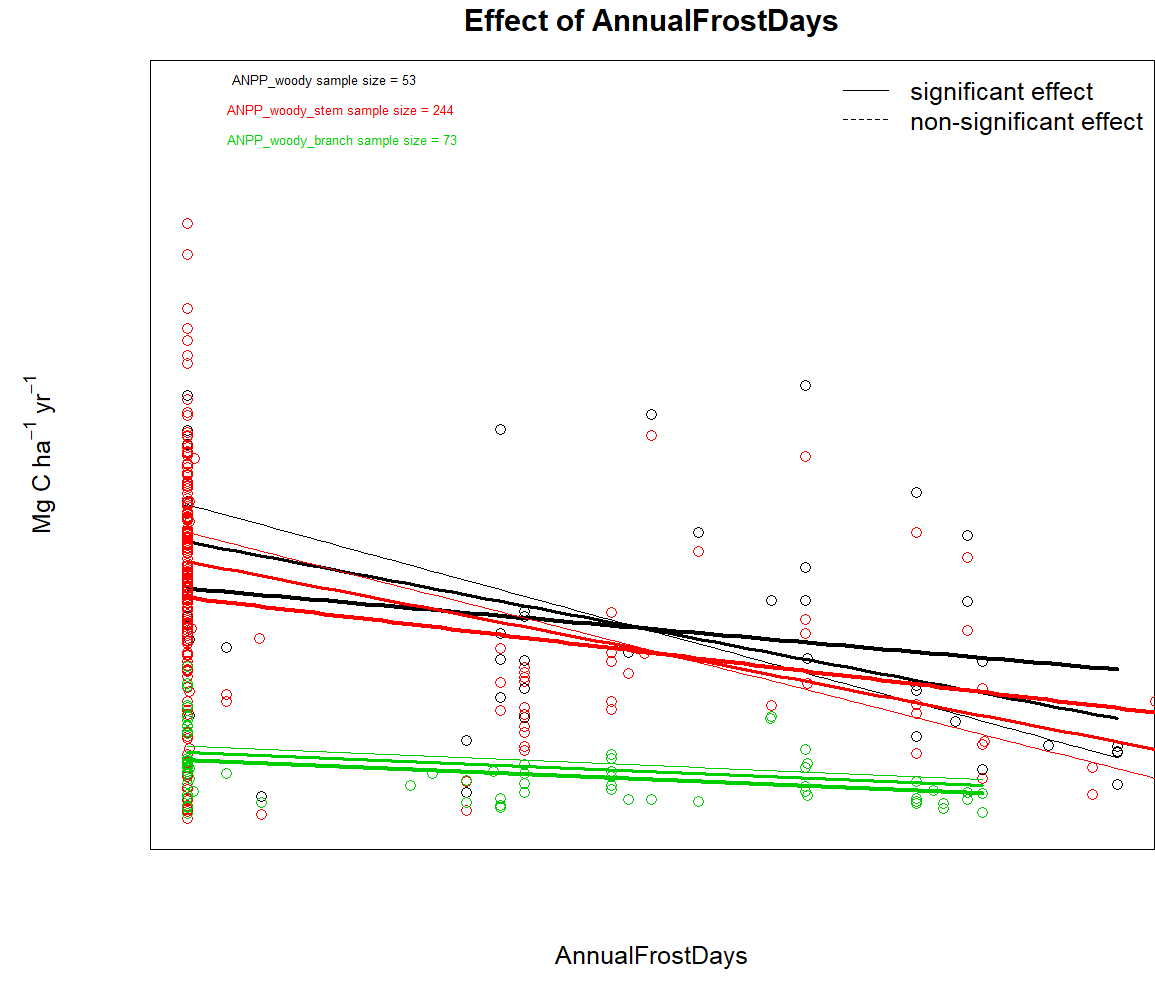 Effect of AnnualFrostDays
ANPP_woody sample size = 53
ANPP_woody_stem sample size = 244
ANPP_woody_branch sample size = 73
significant effect
non-significant effect
Mg C ha⁻¹ yr⁻¹
AnnualFrostDays